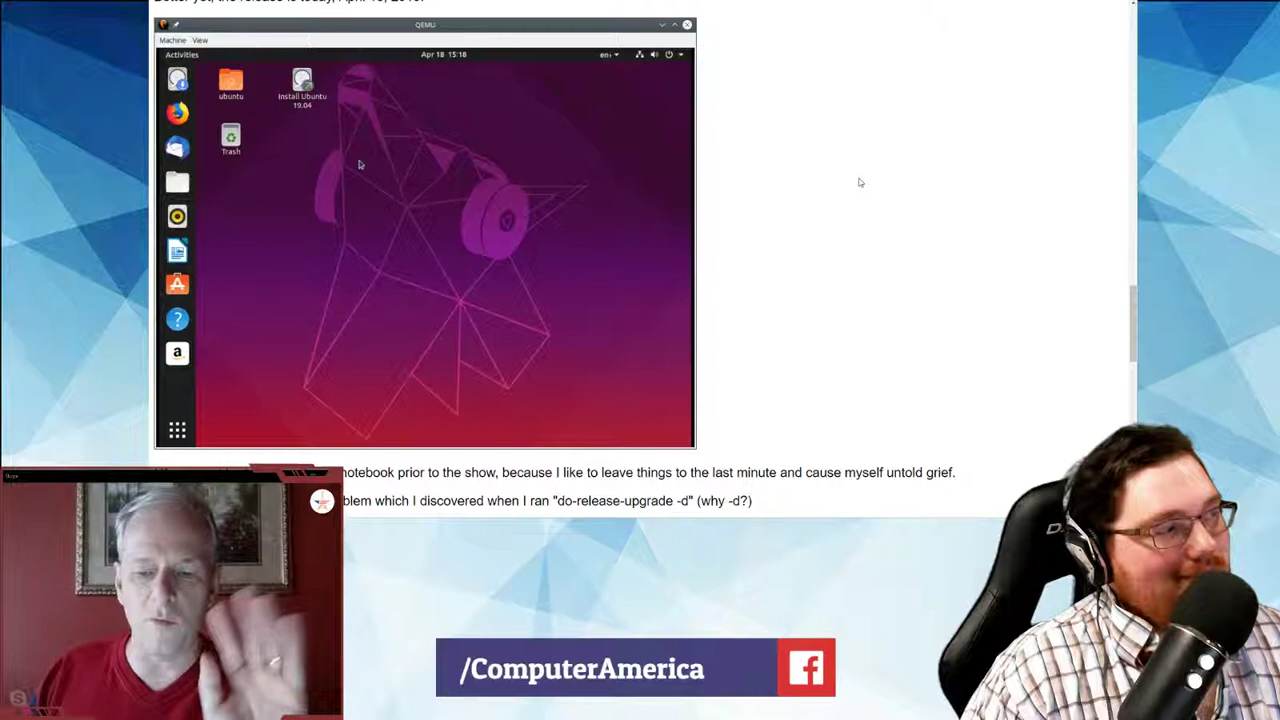 QEMU
Machine View
Activities
Apr 18 15:18
en
ubuntu
Install Ubuntu
19.04
Trash
a
notebook prior to the show, because I like to leave things to the last minute and cause myself untold grief.
blem which I discovered when I ran "do-release-upgrade -d" (why -d?)
Skype
/ComputerAmerica